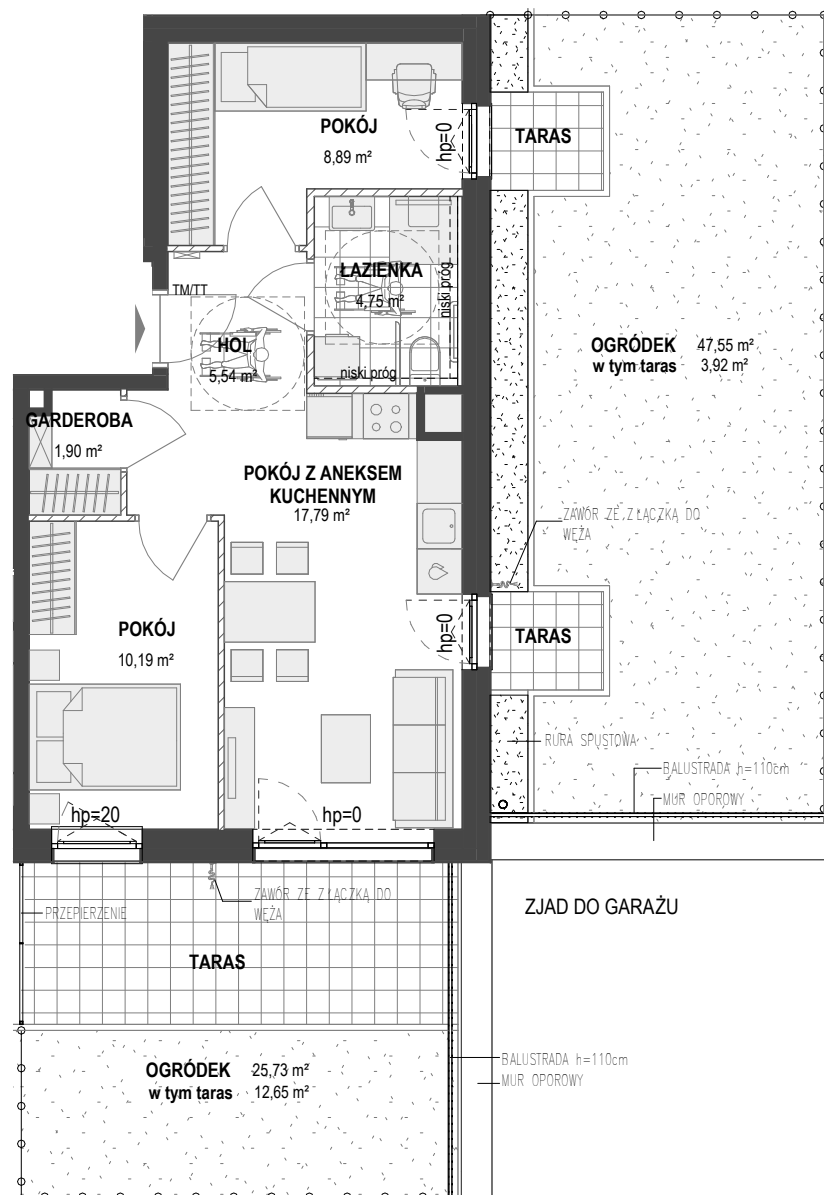 POKÓJ
8,89 m²
hp=0
TARAS
ŁAZIENKA
4,75 m²
niski próg
niski próg
TM/TT
HOL
5,54 m²
OGRÓDEK 47,55 m²
w tym taras 3,92 m²
GARDEROBA
1,90 m²
POKÓJ Z ANEKSEM
KUCHENNYM
17,79 m²
ZAWÓR ZE ZŁĄCZKĄ DO
WĘŻA
POKÓJ
10,19 m²
hp=0
TARAS
RURA SPUSTOWA
BALUSTRADA h=110cm
MUR OPOROWY
hp=20
hp=0
ZAWÓR ZE ZŁĄCZKĄ DO
WĘŻA
PRZEPIERZENIE
ZJAD DO GARAŻU
TARAS
OGRÓDEK 25,73 m²
w tym taras 12,65 m²
BALUSTRADA h=110cm
MUR OPOROWY